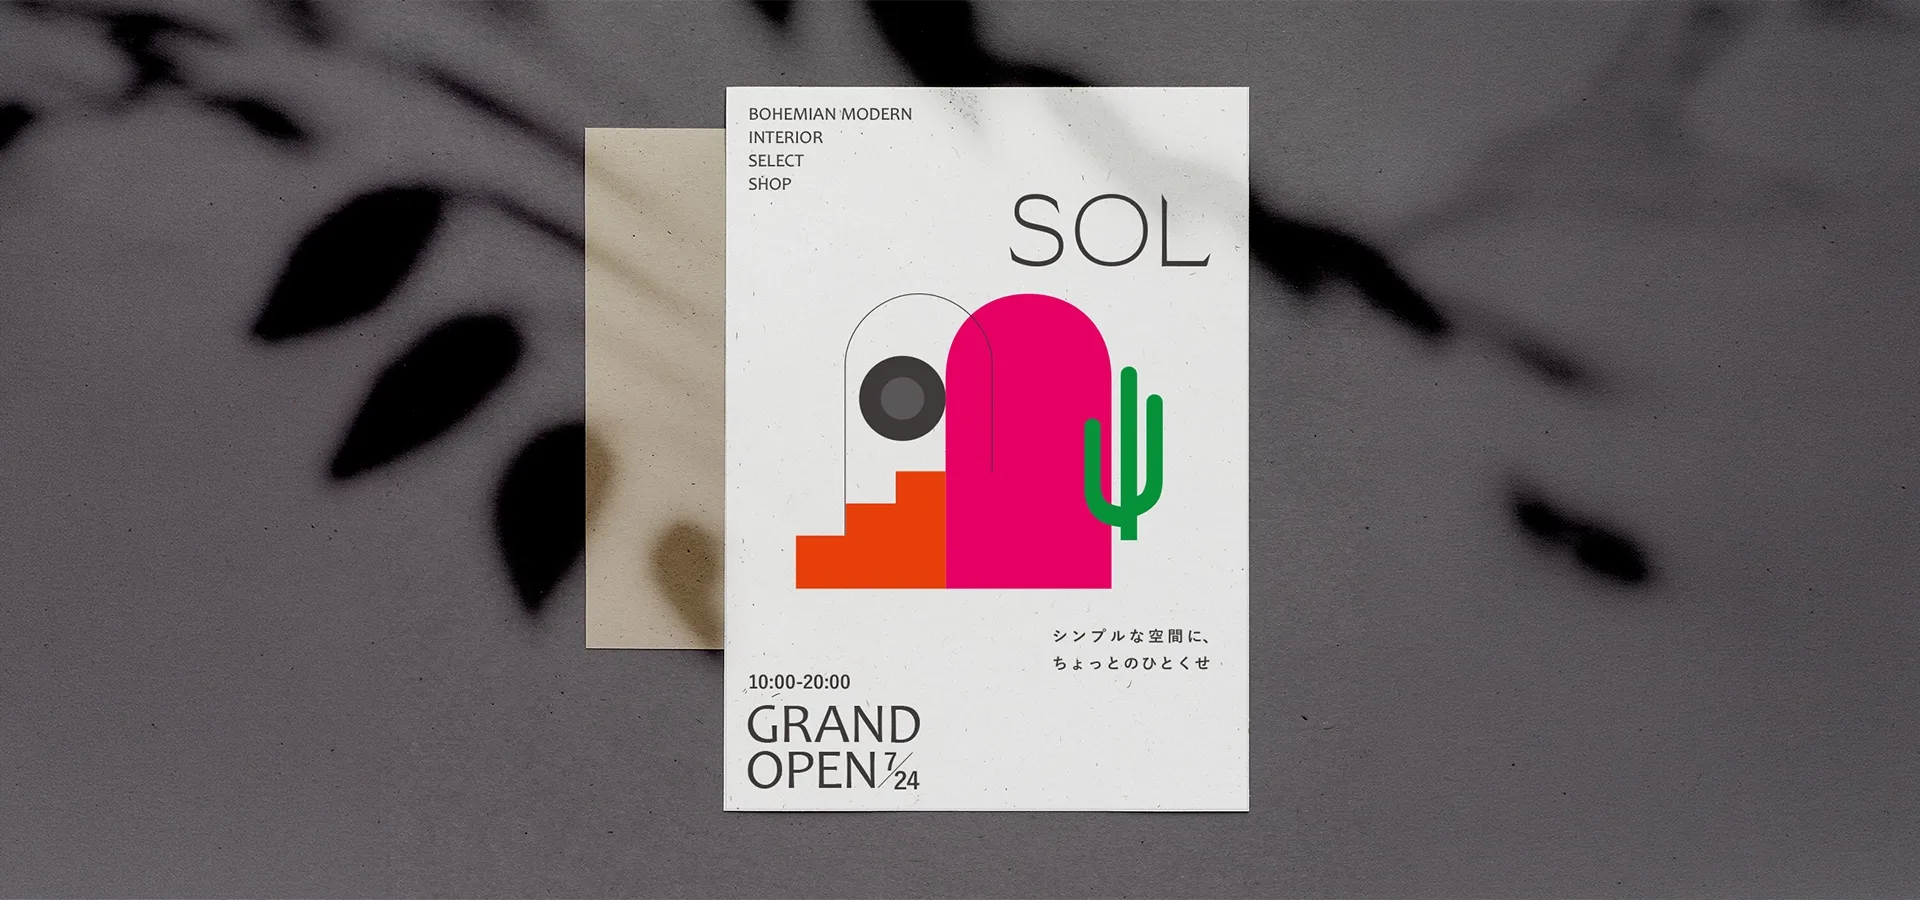 BOHEMIAN MODERN
INTERIOR
SELECT
SHOP
SOL
シンプルな空間に、
ちょっとのひとくせ
10:00-20:00
GRAND
OPEN 7/24